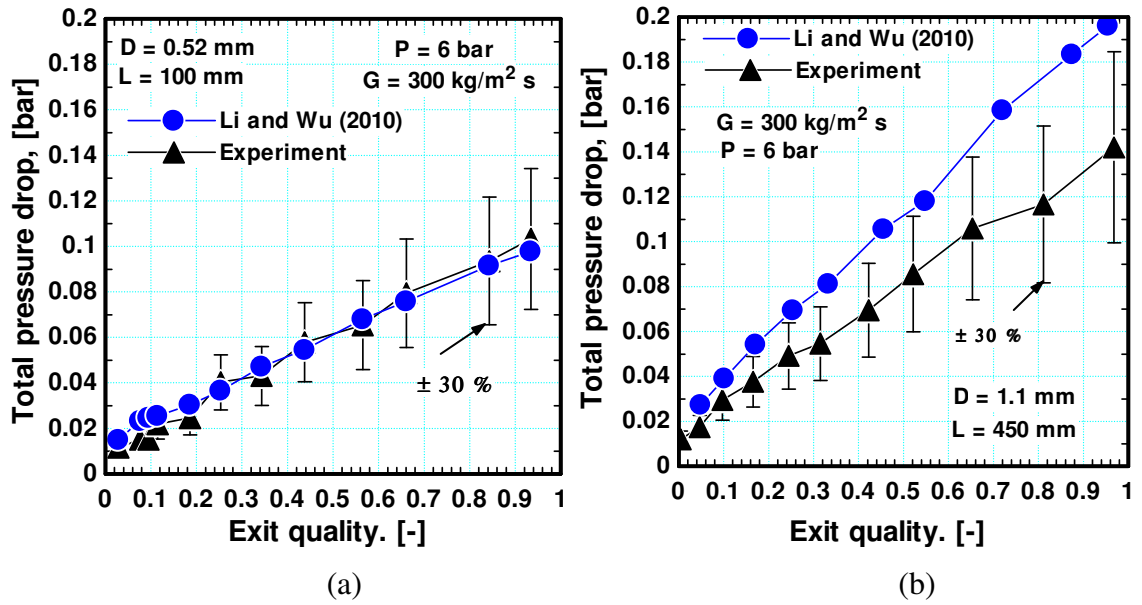 D = 0.52 mm
L = 100 mm
P = 6 bar
G = 300 kg/m² s
Li and Wu (2010)
Experiment
± 30 %
Total pressure drop, [bar]
0.2
0.18
0.16
0.14
0.12
0.1
0.08
0.06
0.04
0.02
0
0 0.1 0.2 0.3 0.4 0.5 0.6 0.7 0.8 0.9 1
Exit quality. [-]
(a)
Li and Wu (2010)
Experiment
G = 300 kg/m² s
P = 6 bar
± 30 %
D = 1.1 mm
L = 450 mm
Total pressure drop, [bar]
0.2
0.18
0.16
0.14
0.12
0.1
0.08
0.06
0.04
0.02
0
0 0.1 0.2 0.3 0.4 0.5 0.6 0.7 0.8 0.9 1
Exit quality. [-]
(b)